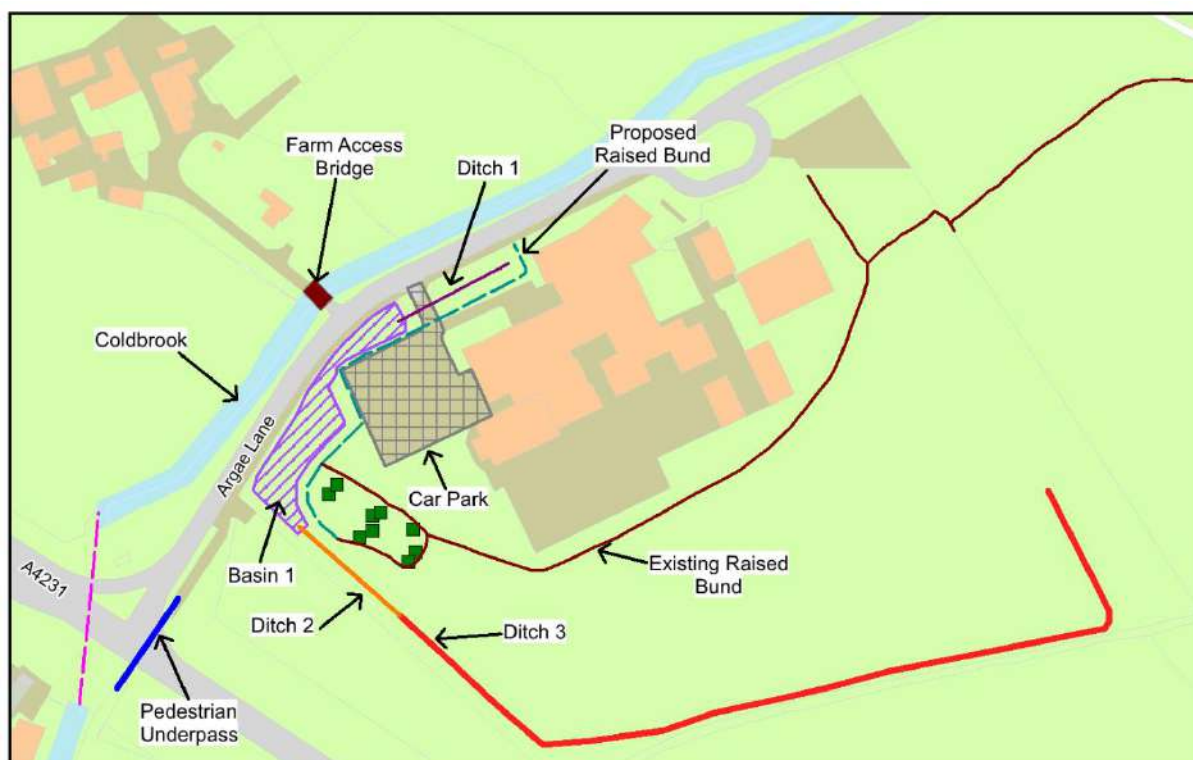 Proposed
Raised Bund
Farm Access
Bridge
Ditch 1
Coldbrook
Argae Lane
Car Park
A4231
Basin 1
Existing Raised
Bund
Ditch 2
Ditch 3
Pedestrian
Underpass